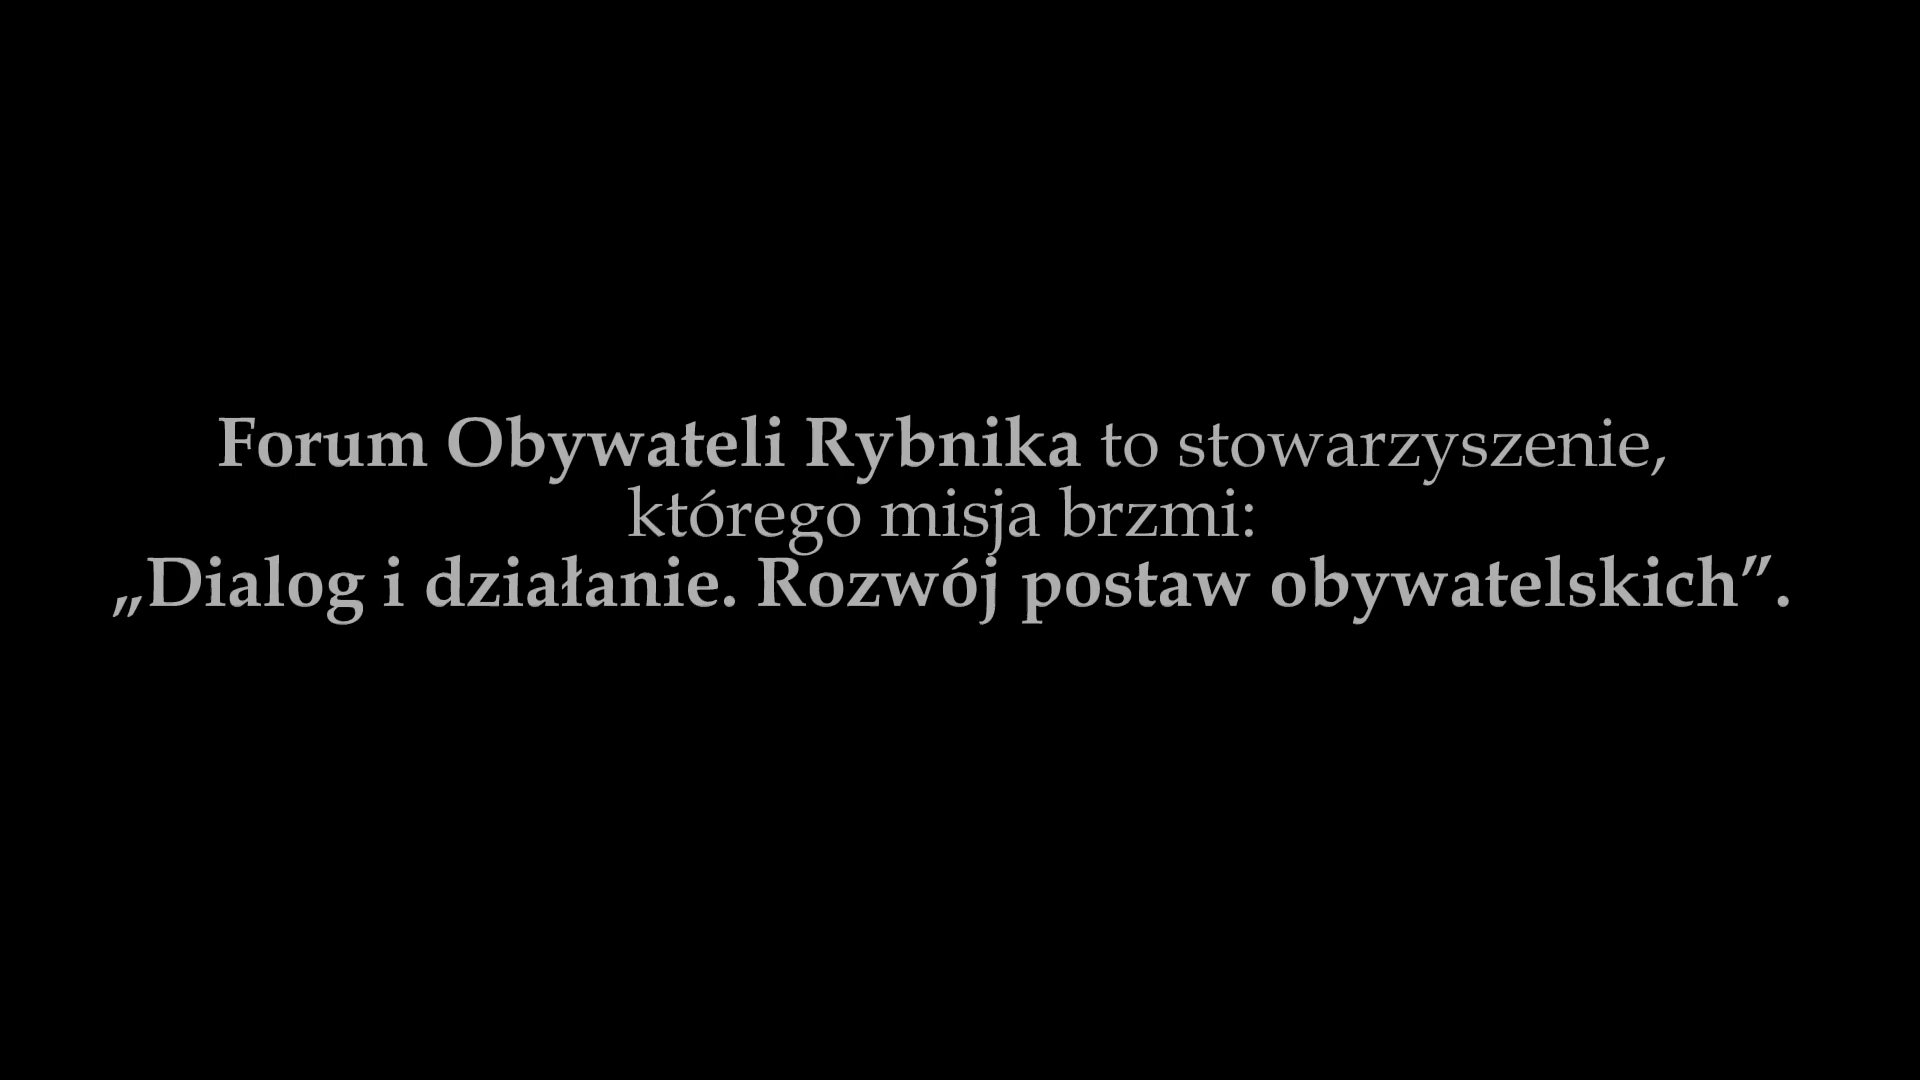 Forum Obywateli Rybnika to stowarzyszenie,
którego misja brzmi:
„Dialog i działanie. Rozwój postaw obywatelskich”.